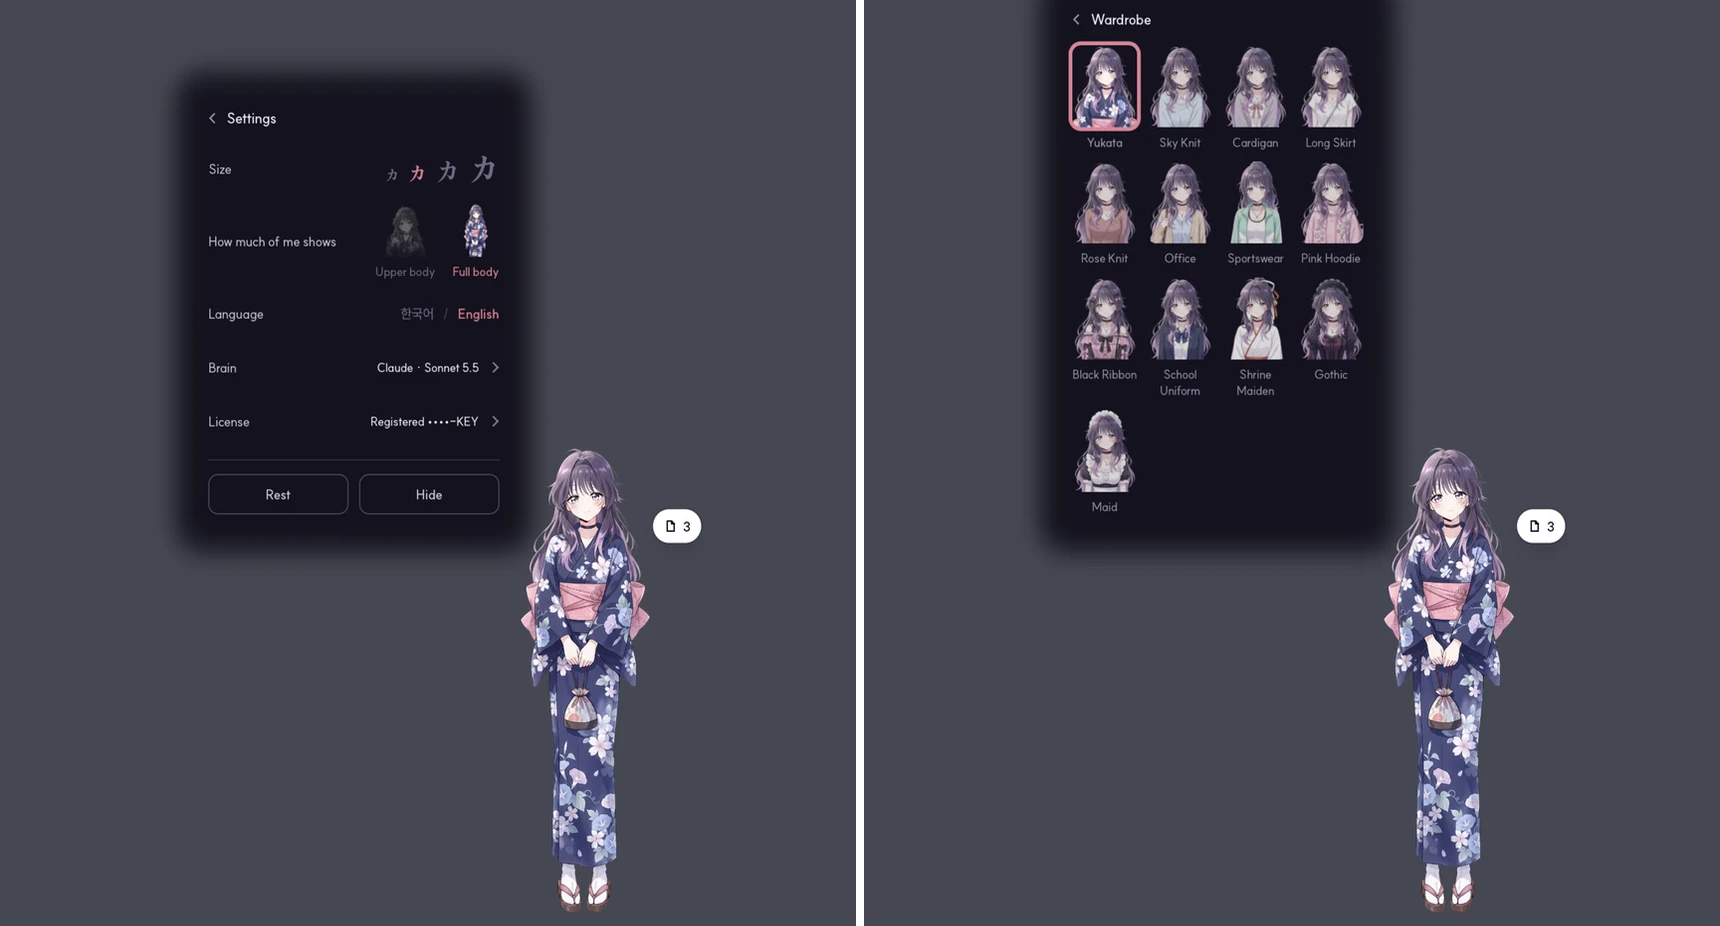 Settings
Size
カ カ カ カ
How much of me shows
Upper body
Full body
Language
한국어 / English
Brain
Claude · Sonnet 5.5
License
Registered ••••-KEY
Rest
Hide
3
Wardrobe
Yukata
Sky Knit
Cardigan
Long Skirt
Rose Knit
Office
Sportswear
Pink Hoodie
Black Ribbon
School
Uniform
Shrine
Maiden
Gothic
Maid
3